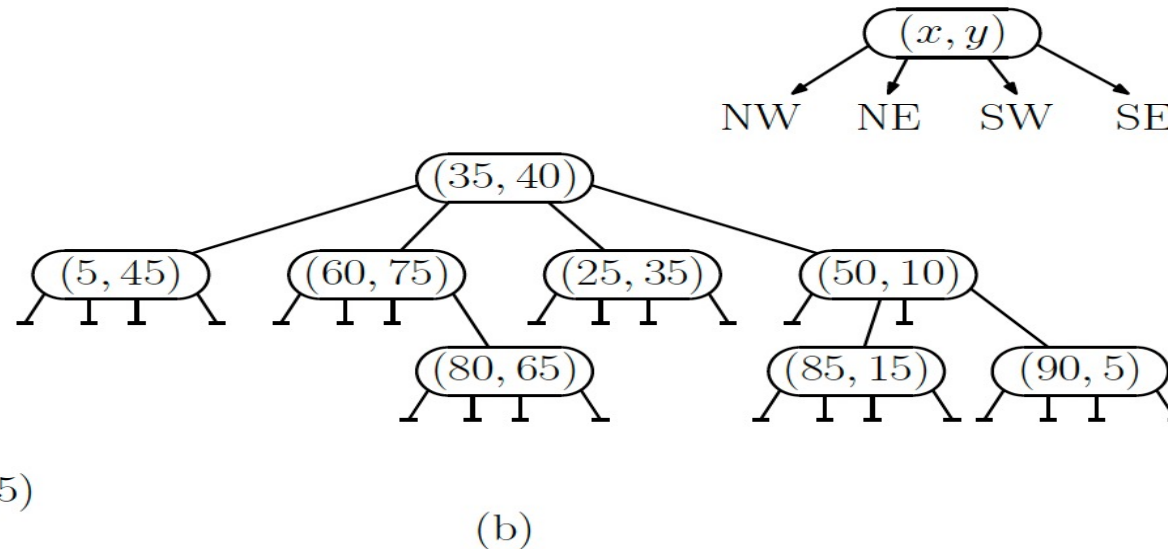 (x, y)
NW NE SW SE
(35, 40)
(5, 45) (60, 75) (25, 35) (50, 10)
(80, 65) (85, 15) (90, 5)
5)
(b)